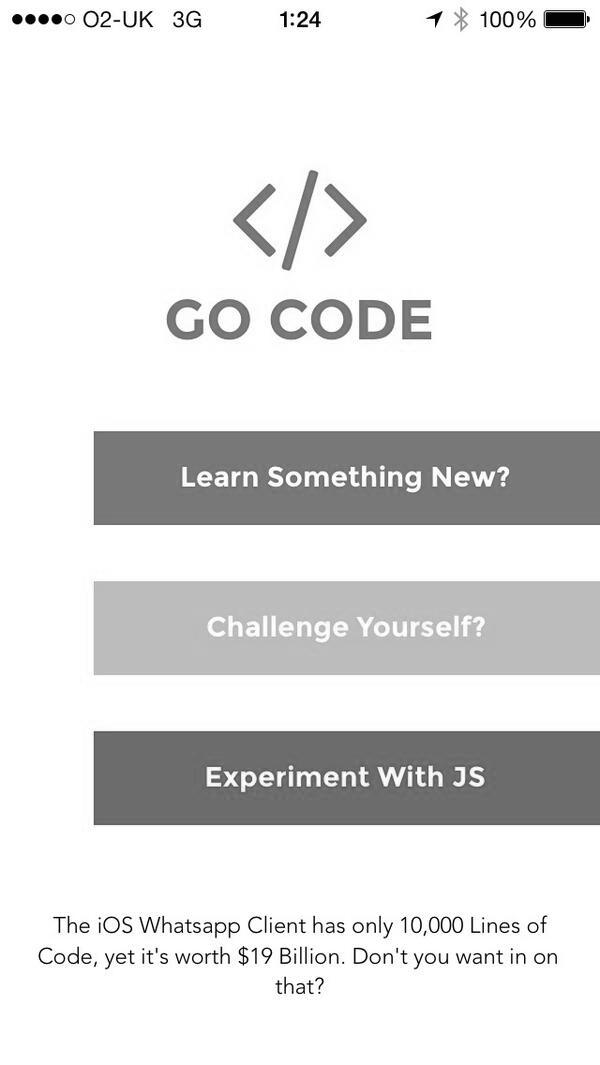 O2-UK 3G 1:24 100%
</>
GO CODE
Learn Something New?
Challenge Yourself?
Experiment With JS
The iOS Whatsapp Client has only 10,000 Lines of
Code, yet it's worth $19 Billion. Don't you want in on
that?